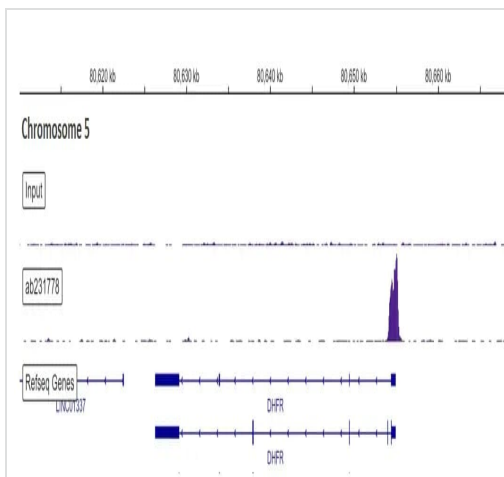 80,620 kb 80,630 kb 80,640 kb 80,650 kb 80,660 kb
Chromosome 5
Input
ab231778
Refseq Genes
LINC01337
DHFR
DHFR